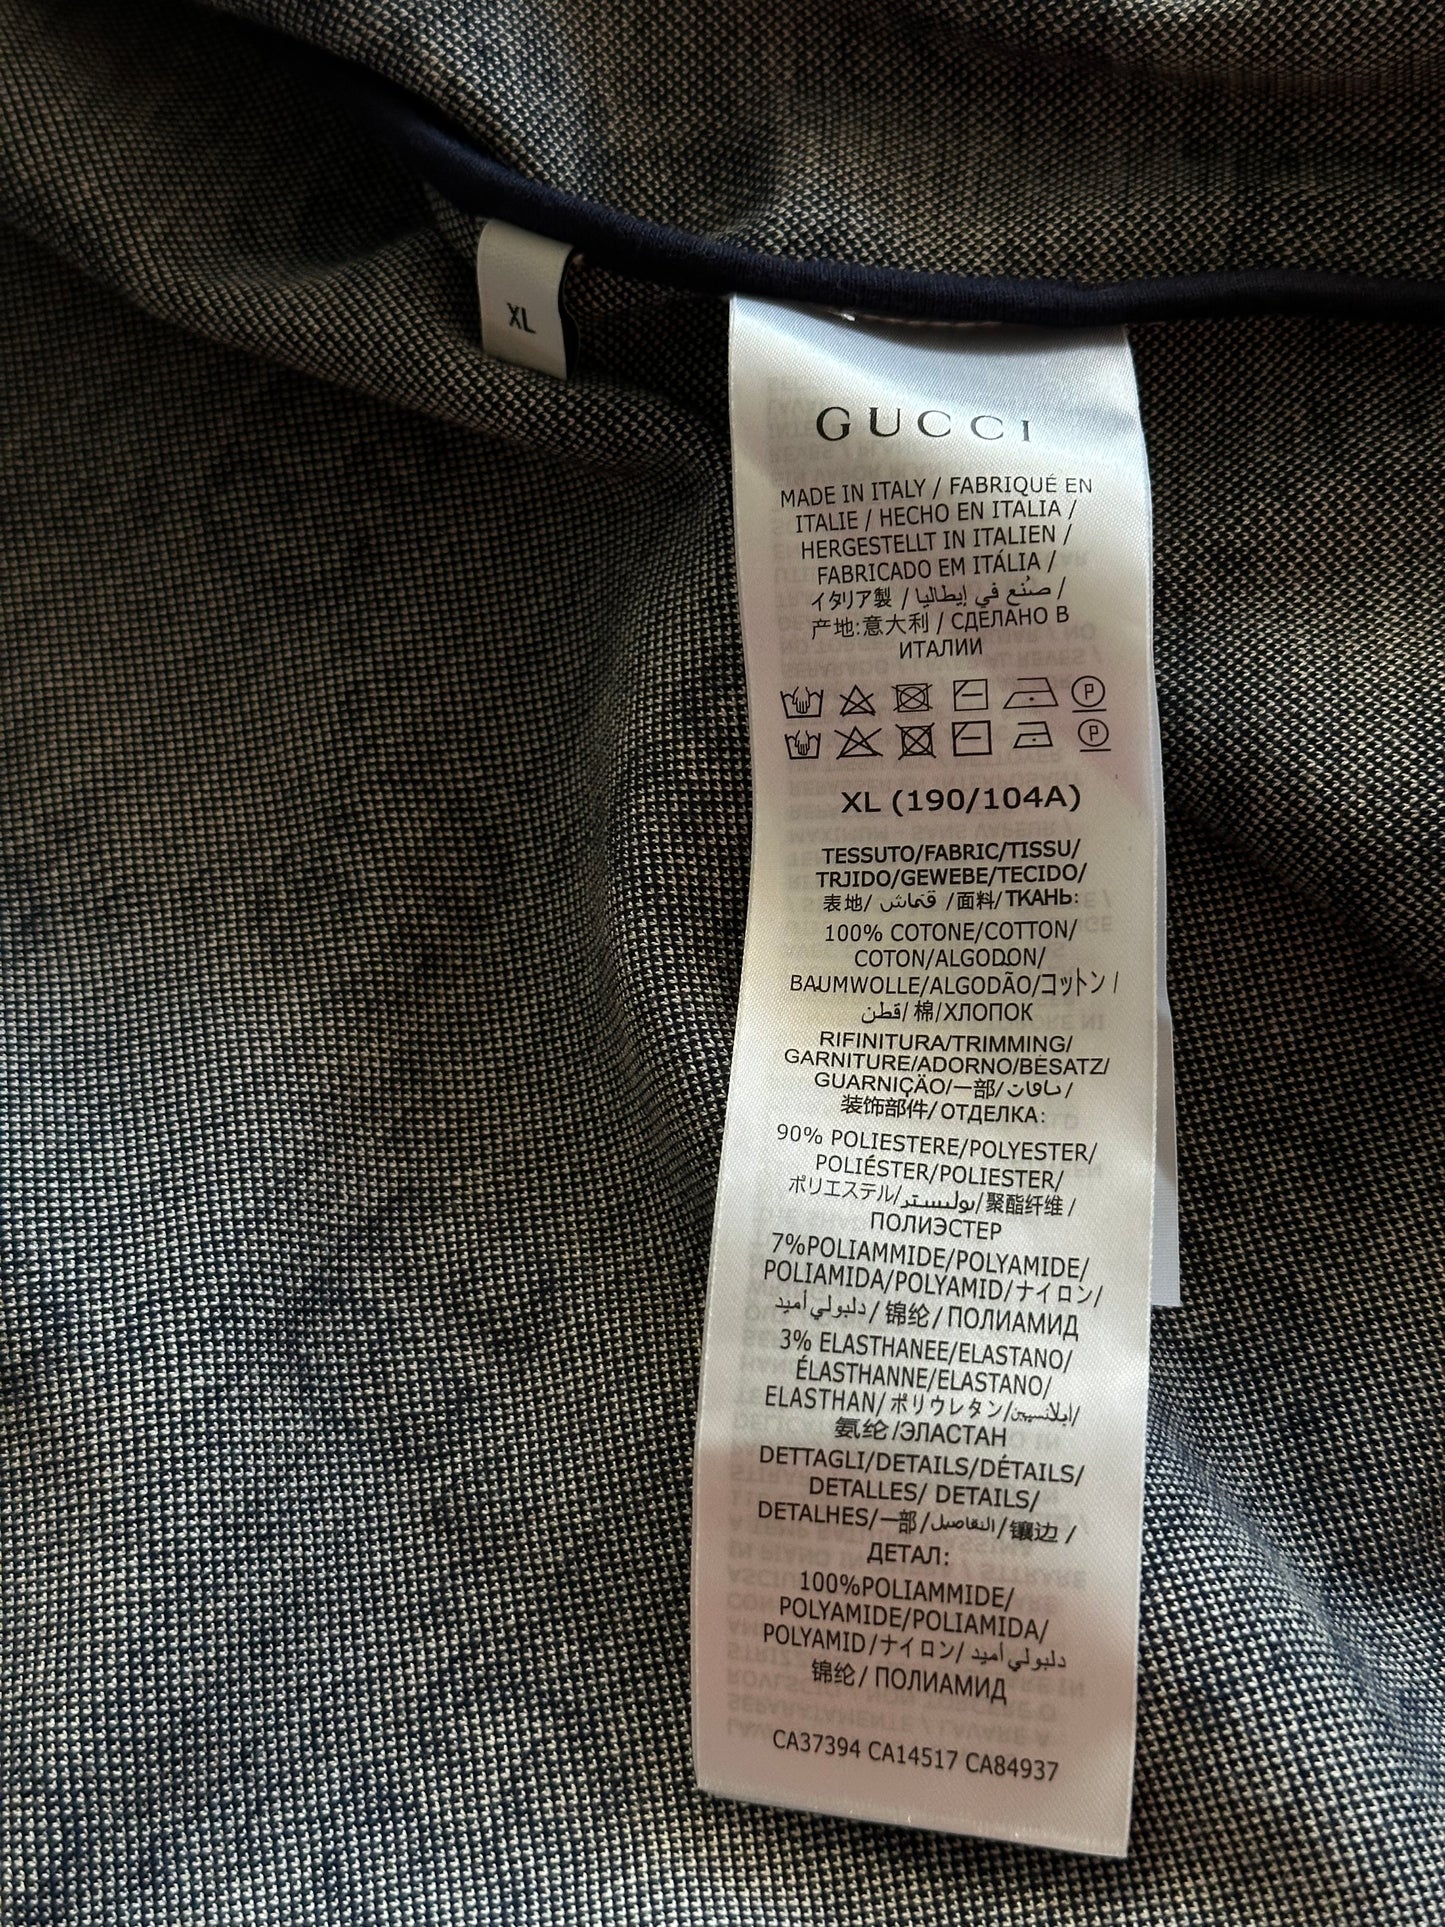 XL
GUCCI
MADE IN ITALY / FABRIQUÉ EN
ITALIE / HECHO EN ITALIA /
HERGESTELLT IN ITALIEN /
FABRICADO EM ITÁLIA /
イタリア製 / صُنع في إيطاليا /
产地:意大利 / СДЕЛАНО В
ИТАЛИИ
P
P
XL (190/104A)
TESSUTO/FABRIC/TISSU/
TRJIDO/GEWEBE/TECIDO/
表地/ قماش /面料/ТКАНЬ:
100% COTONE/COTTON/
COTON/ALGODON/
BAUMWOLLE/ALGODÃO/コットン /
قطن/棉/ХЛОПОК
RIFINITURA/TRIMMING/
GARNITURE/ADORNO/BESATZ/
GUARNIÇÃO/一部/ /
装饰部件/ОТДЕЛКА:
90% POLIESTERE/POLYESTER/
POLIÉSTER/POLIESTER/
ポリエステル/بوليستر/聚酯纤维 /
ПОЛИЭСТЕР
7%POLIAMMIDE/POLYAMIDE/
POLIAMIDA/POLYAMID/ナイロン/
دلبولي أميد / 锦纶 / ПОЛИАМИД
3% ELASTHANEE/ELASTANO/
ÉLASTHANNE/ELASTANO/
ELASTHAN/ポリウレタン/ /
氨纶/ЭЛАСТАН
DETTAGLI/DETAILS/DÉTAILS/
DETALLES/ DETAILS/
DETALHES/一部/التفاصيل/镶边 /
ДЕТАЛ:
100%POLIAMMIDE/
POLYAMIDE/POLIAMIDA/
POLYAMID/ナイロン/ دلبولي أميد
锦纶/ ПОЛИАМИД
CA37394 CA14517 CA84937